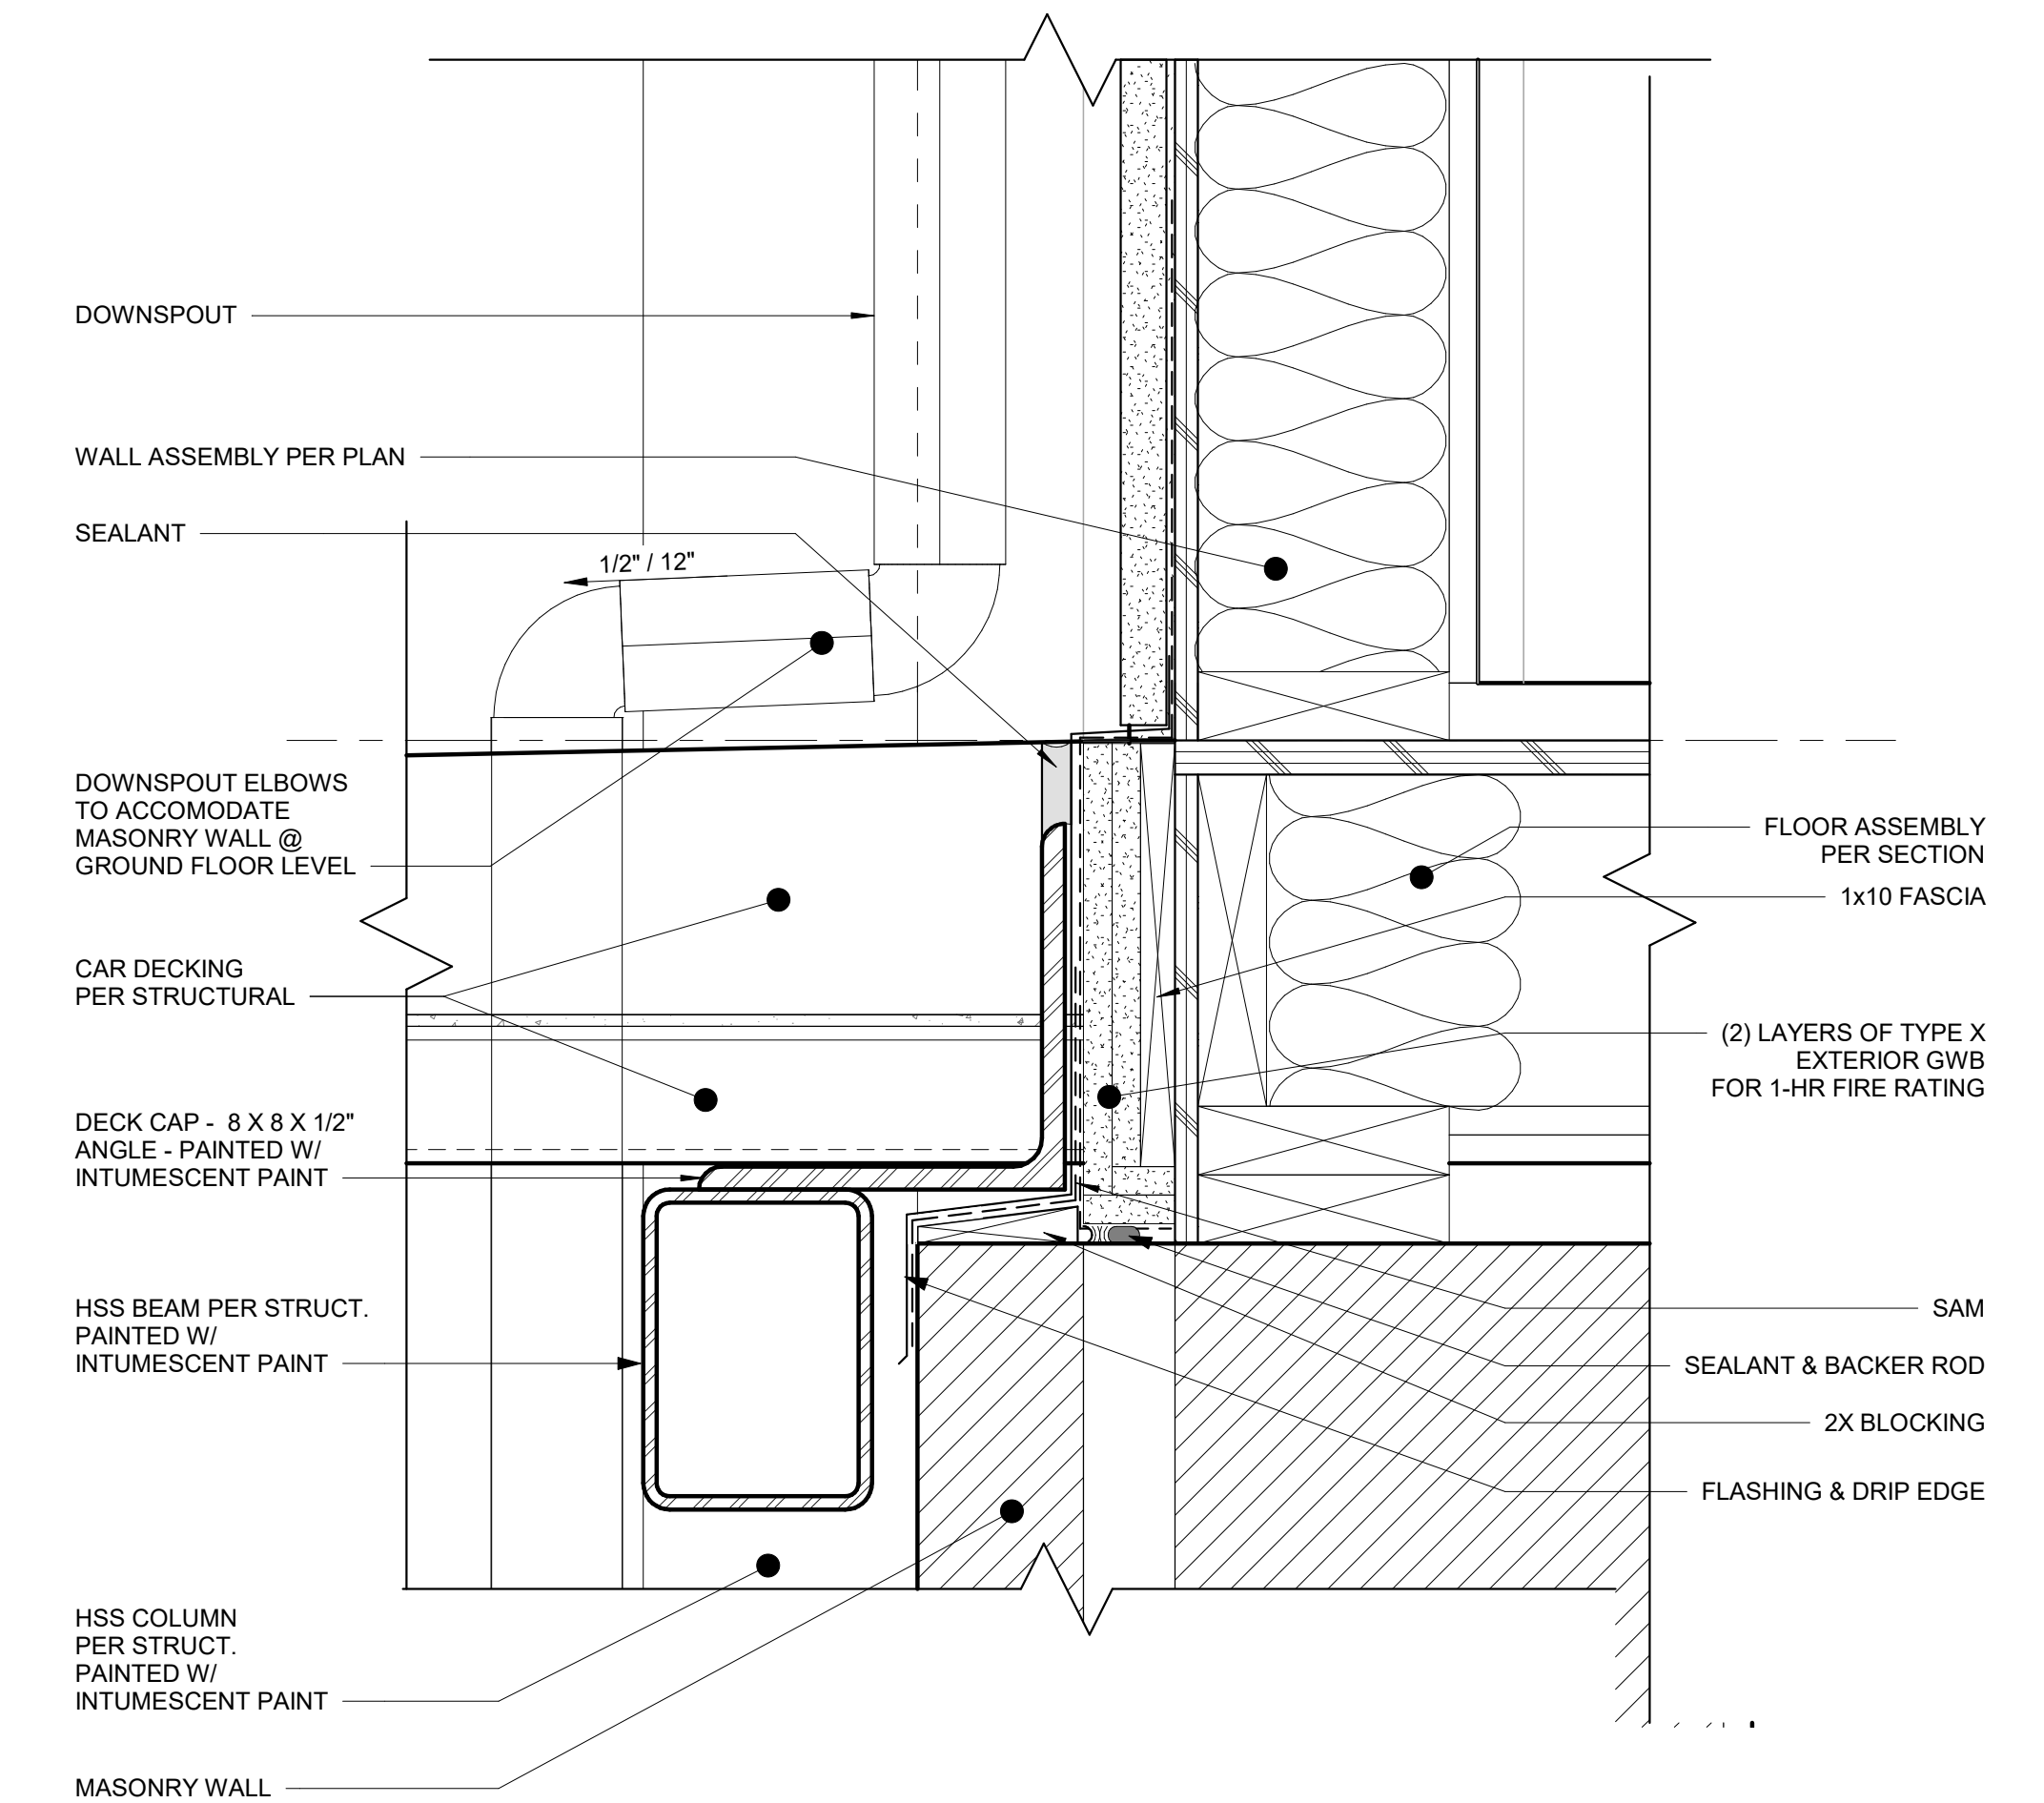 DOWNSPOUT
WALL ASSEMBLY PER PLAN
SEALANT
1/2" / 12"
DOWNSPOUT ELBOWS
TO ACCOMODATE
MASONRY WALL @
GROUND FLOOR LEVEL
CAR DECKING
PER STRUCTURAL
DECK CAP - 8 X 8 X 1/2"
ANGLE - PAINTED W/
INTUMESCENT PAINT
HSS BEAM PER STRUCT.
PAINTED W/
INTUMESCENT PAINT
HSS COLUMN
PER STRUCT.
PAINTED W/
INTUMESCENT PAINT
MASONRY WALL
FLOOR ASSEMBLY
PER SECTION
1x10 FASCIA
(2) LAYERS OF TYPE X
EXTERIOR GWB
FOR 1-HR FIRE RATING
SAM
SEALANT & BACKER ROD
2X BLOCKING
FLASHING & DRIP EDGE